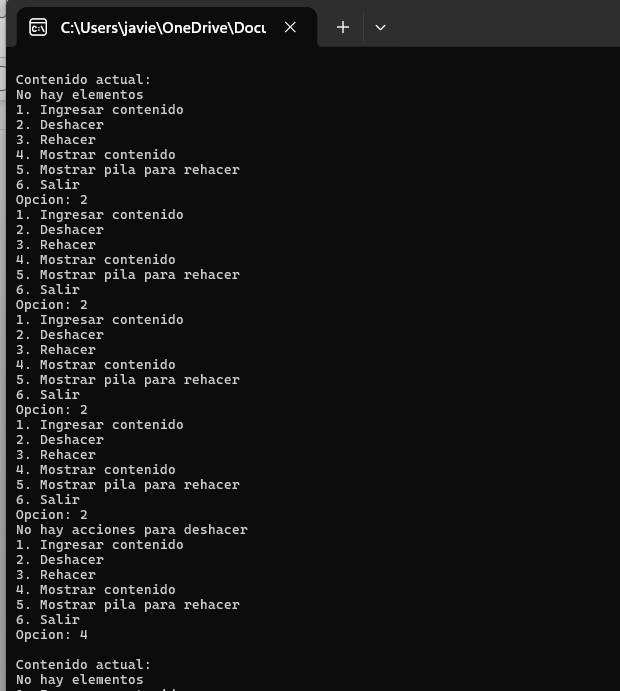 C:\Users\javie\OneDrive\Docu
Contenido actual:
No hay elementos
1. Ingresar contenido
2. Deshacer
3. Rehacer
4. Mostrar contenido
5. Mostrar pila para rehacer
6. Salir
Opcion: 2
1. Ingresar contenido
2. Deshacer
3. Rehacer
4. Mostrar contenido
5. Mostrar pila para rehacer
6. Salir
Opcion: 2
1. Ingresar contenido
2. Deshacer
3. Rehacer
4. Mostrar contenido
5. Mostrar pila para rehacer
6. Salir
Opcion: 2
1. Ingresar contenido
2. Deshacer
3. Rehacer
4. Mostrar contenido
5. Mostrar pila para rehacer
6. Salir
Opcion: 2
No hay acciones para deshacer
1. Ingresar contenido
2. Deshacer
3. Rehacer
4. Mostrar contenido
5. Mostrar pila para rehacer
6. Salir
Opcion: 4
Contenido actual:
No hay elementos